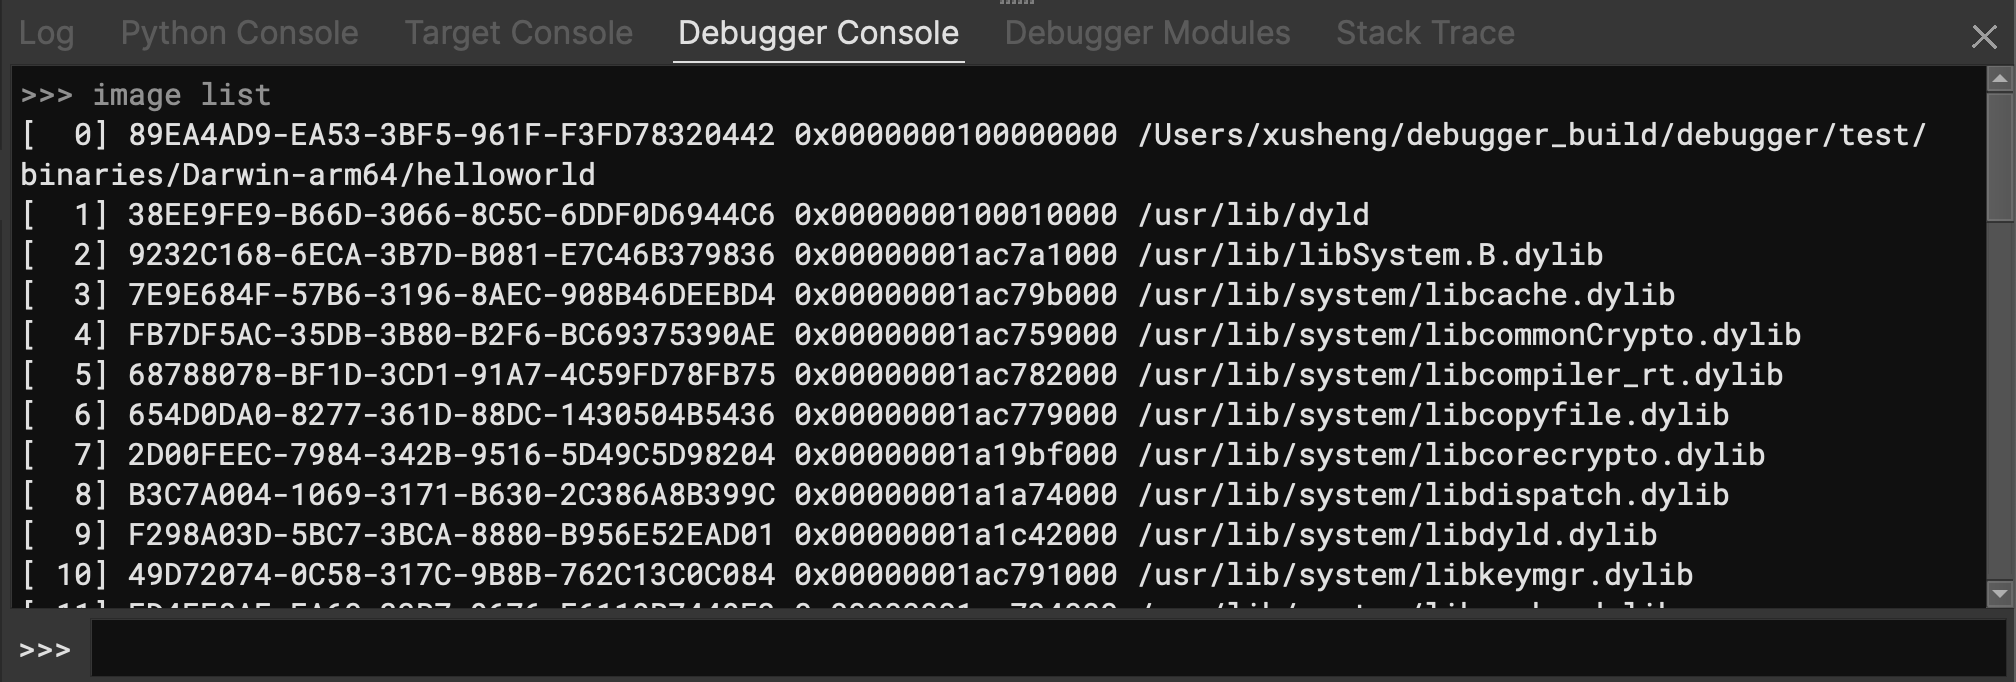 Log Python Console Target Console Debugger Console Debugger Modules Stack Trace
>>> image list
[  0] 89EA4AD9-EA53-3BF5-961F-F3FD78320442 0x0000000100000000 /Users/xusheng/debugger_build/debugger/test/
binaries/Darwin-arm64/helloworld
[  1] 38EE9FE9-B66D-3066-8C5C-6DDF0D6944C6 0x0000000100010000 /usr/lib/dyld
[  2] 9232C168-6ECA-3B7D-B081-E7C46B379836 0x00000001ac7a1000 /usr/lib/libSystem.B.dylib
[  3] 7E9E684F-57B6-3196-8AEC-908B46DEEBD4 0x00000001ac79b000 /usr/lib/system/libcache.dylib
[  4] FB7DF5AC-35DB-3B80-B2F6-BC69375390AE 0x00000001ac759000 /usr/lib/system/libcommonCrypto.dylib
[  5] 68788078-BF1D-3CD1-91A7-4C59FD78FB75 0x00000001ac782000 /usr/lib/system/libcompiler_rt.dylib
[  6] 654D0DA0-8277-361D-88DC-1430504B5436 0x00000001ac779000 /usr/lib/system/libcopyfile.dylib
[  7] 2D00FEEC-7984-342B-9516-5D49C5D98204 0x00000001a19bf000 /usr/lib/system/libcorecrypto.dylib
[  8] B3C7A004-1069-3171-B630-2C386A8B399C 0x00000001a1a74000 /usr/lib/system/libdispatch.dylib
[  9] F298A03D-5BC7-3BCA-8880-B956E52EAD01 0x00000001a1c42000 /usr/lib/system/libdyld.dylib
[ 10] 49D72074-0C58-317C-9B8B-762C13C0C084 0x00000001ac791000 /usr/lib/system/libkeymgr.dylib
>>>